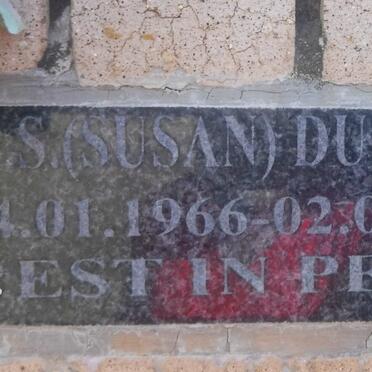 S.(SUSAN) DU
4.01.1966-02.0
EST IN PE